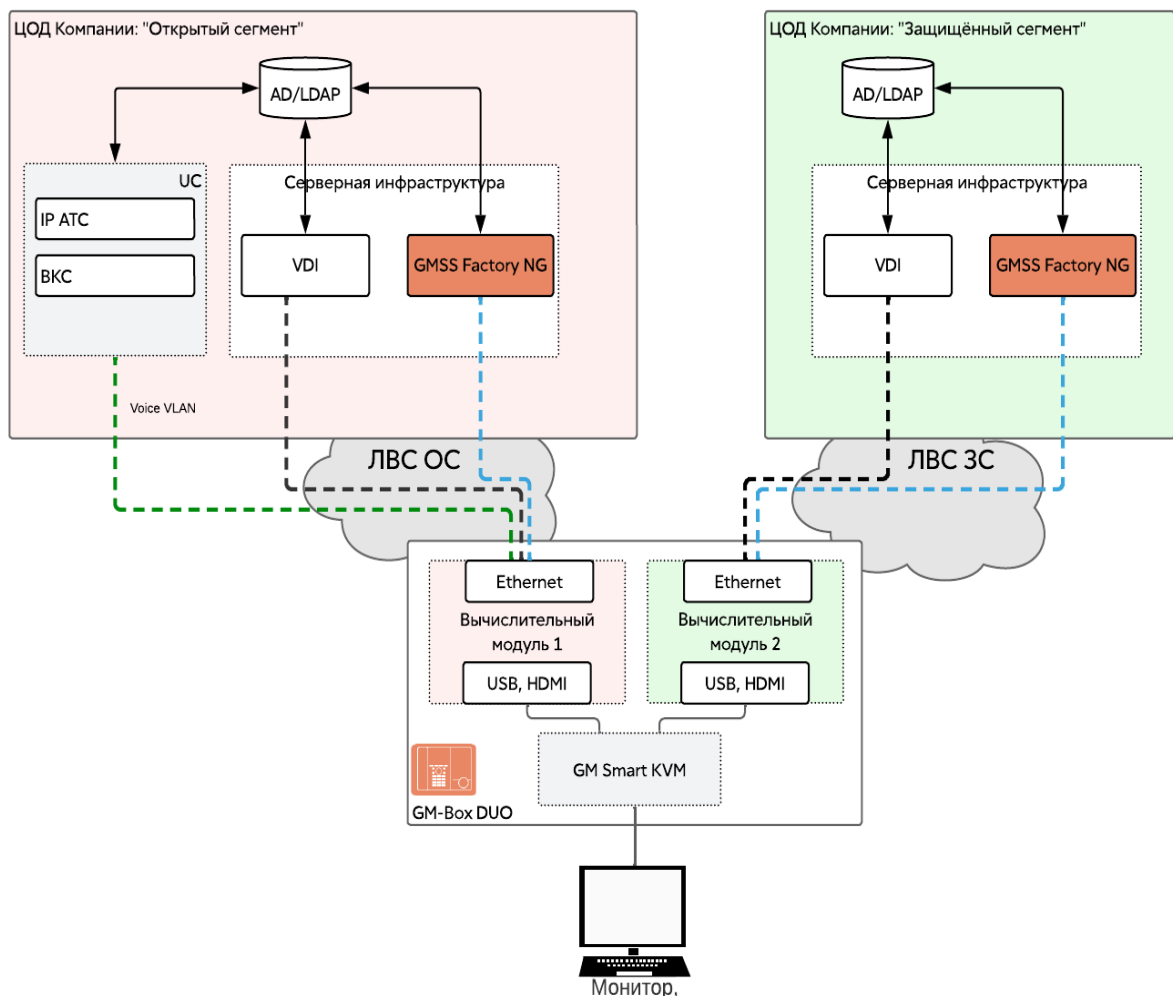 ЦОД Компании: "Открытый сегмент"
AD/LDAP
UC
IP АТС
ВКС
Серверная инфраструктура
VDI
GMSS Factory NG
Voice VLAN
ЦОД Компании: "Защищённый сегмент"
AD/LDAP
Серверная инфраструктура
VDI
GMSS Factory NG
ЛВС ОС
ЛВС ЗС
Ethernet
Вычислительный
модуль 1
USB, HDMI
Ethernet
Вычислительный
модуль 2
USB, HDMI
GM Smart KVM
GM-Box DUO
Монитор,